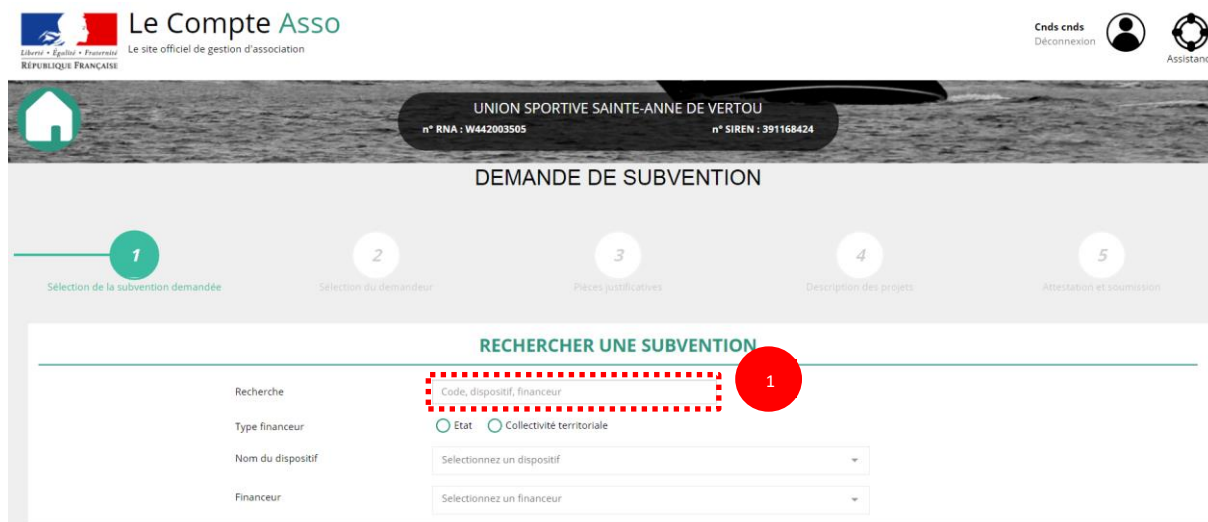 Le Compte Asso
Le site officiel de gestion d'association
Liberté • Égalité • Fraternité
RÉPUBLIQUE FRANÇAISE
Cnds cnds
Déconnexion
Assistanc
UNION SPORTIVE SAINTE-ANNE DE VERTOU
n° RNA : W442003505 n° SIREN : 391168424
DEMANDE DE SUBVENTION
1 2 3 4 5
Sélection de la subvention demandée Sélection du demandeur Pièces justificatives Description des projets Attestation et soumission
RECHERCHER UNE SUBVENTION
1
Recherche Code, dispositif, financeur
Type financeur Etat Collectivité territoriale
Nom du dispositif Selectionnez un dispositif
Financeur Selectionnez un financeur